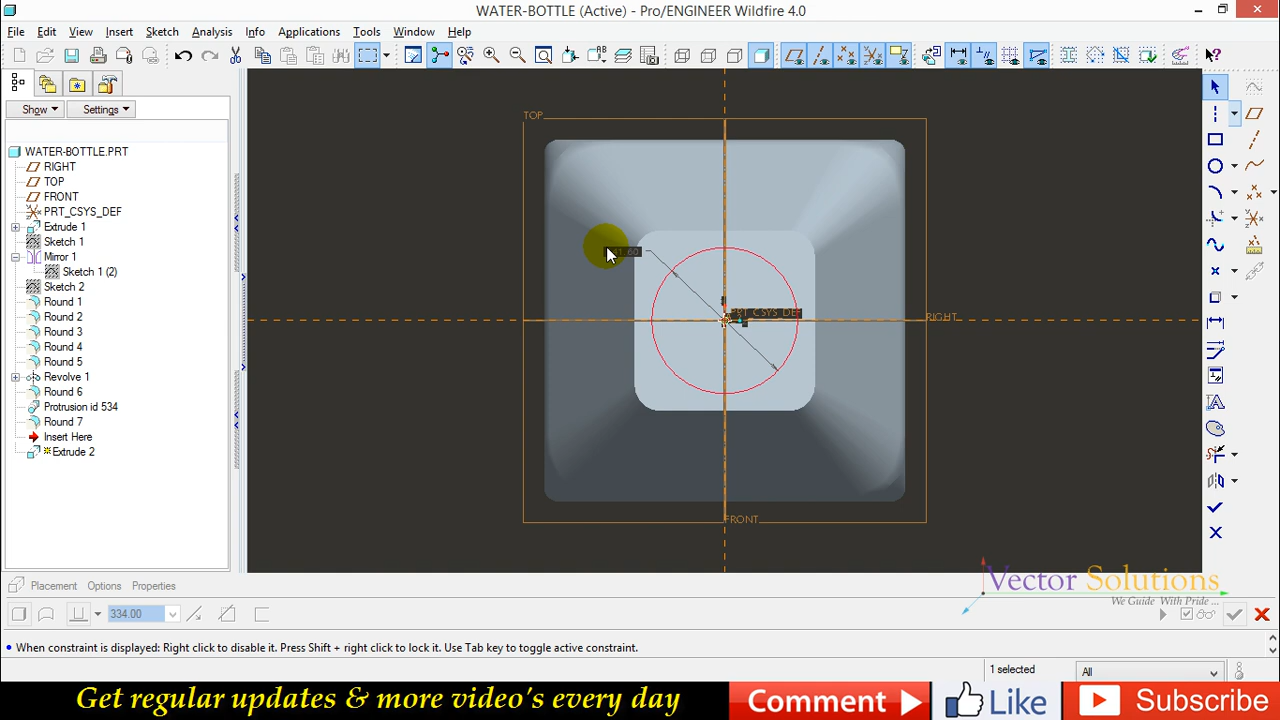 WATER-BOTTLE (Active) - Pro/ENGINEER Wildfire 4.0
File Edit View Insert Sketch Analysis Info Applications Tools Window Help
Show Settings
WATER-BOTTLE.PRT
RIGHT
TOP
FRONT
PRT_CSYS_DEF
Extrude 1
Sketch 1
Mirror 1
Sketch 1 (2)
Sketch 2
Round 1
Round 2
Round 3
Round 4
Round 5
Revolve 1
Round 6
Protrusion id 534
Round 7
Insert Here
Extrude 2
TOP
PRT_CSYS_DEF
RIGHT
FRONT
Vector Solutions
We Guide With Pride ...
Placement Options Properties
334.00
When constraint is displayed: Right click to disable it. Press Shift + right click to lock it. Use Tab key to toggle active constraint.
1 selected
All
Get regular updates & more video's every day
Comment
Like
Subscribe